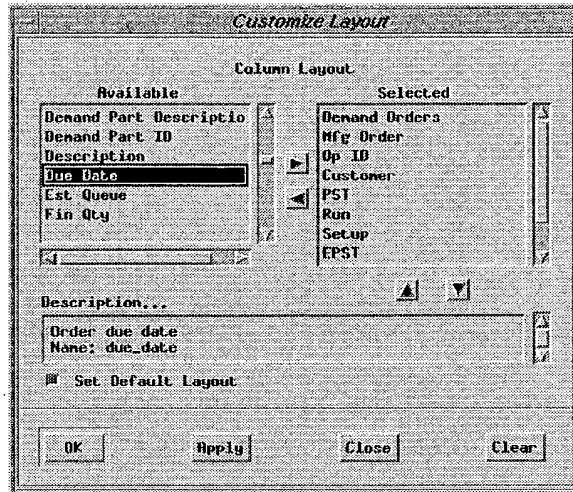 Customize Layout
Column Layout
Available
Demand Part Descriptio
Demand Part ID
Description
Due Date
Est Queue
Fin Qty
Selected
Demand Orders
Mfg Order
Op ID
Customer
PST
Run
Setup
EPST
Description...
Order due date
Name: due_date
Set Default Layout
OK
Apply
Close
Clear